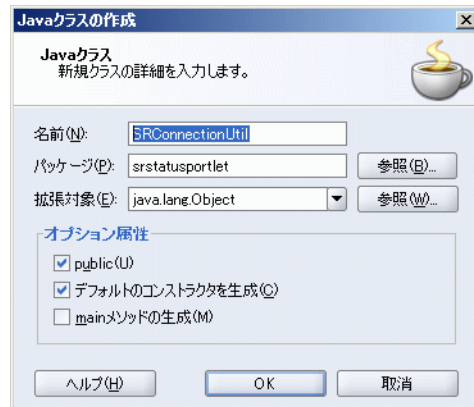 Javaクラスの作成
Javaクラス
新規クラスの詳細を入力します。
名前(N): SRConnectionUtil
パッケージ(P): srstatusportlet 参照(B)...
拡張対象(E): java.lang.Object 参照(W)...
オプション属性
public(U)
デフォルトのコンストラクタを生成(C)
mainメソッドの生成(M)
ヘルプ(H) OK 取消